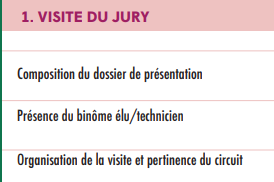 1. VISITE DU JURY
Composition du dossier de présentation
Présence du binôme élu/technicien
Organisation de la visite et pertinence du circuit